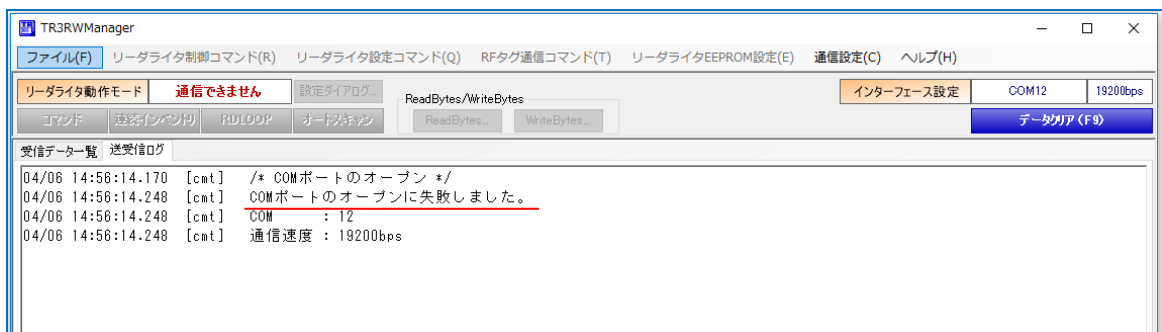 TR3RWManager
ファイル(F) リーダライタ制御コマンド(R) リーダライタ設定コマンド(Q) RFタグ通信コマンド(T) リーダライタEEPROM設定(E) 通信設定(C) ヘルプ(H)
リーダライタ動作モード 通信できません 設定ダイアログ... ReadBytes/WriteBytes インターフェース設定 COM12 19200bps
コマンド 連続インベントリ RDLOOP オートスキャン ReadBytes... WriteBytes... データクリア(F9)
受信データ一覧 送受信ログ
04/06 14:56:14.170 [cmt] /* COMポートのオープン */
04/06 14:56:14.248 [cmt] COMポートのオープンに失敗しました。
04/06 14:56:14.248 [cmt] COM : 12
04/06 14:56:14.248 [cmt] 通信速度 : 19200bps